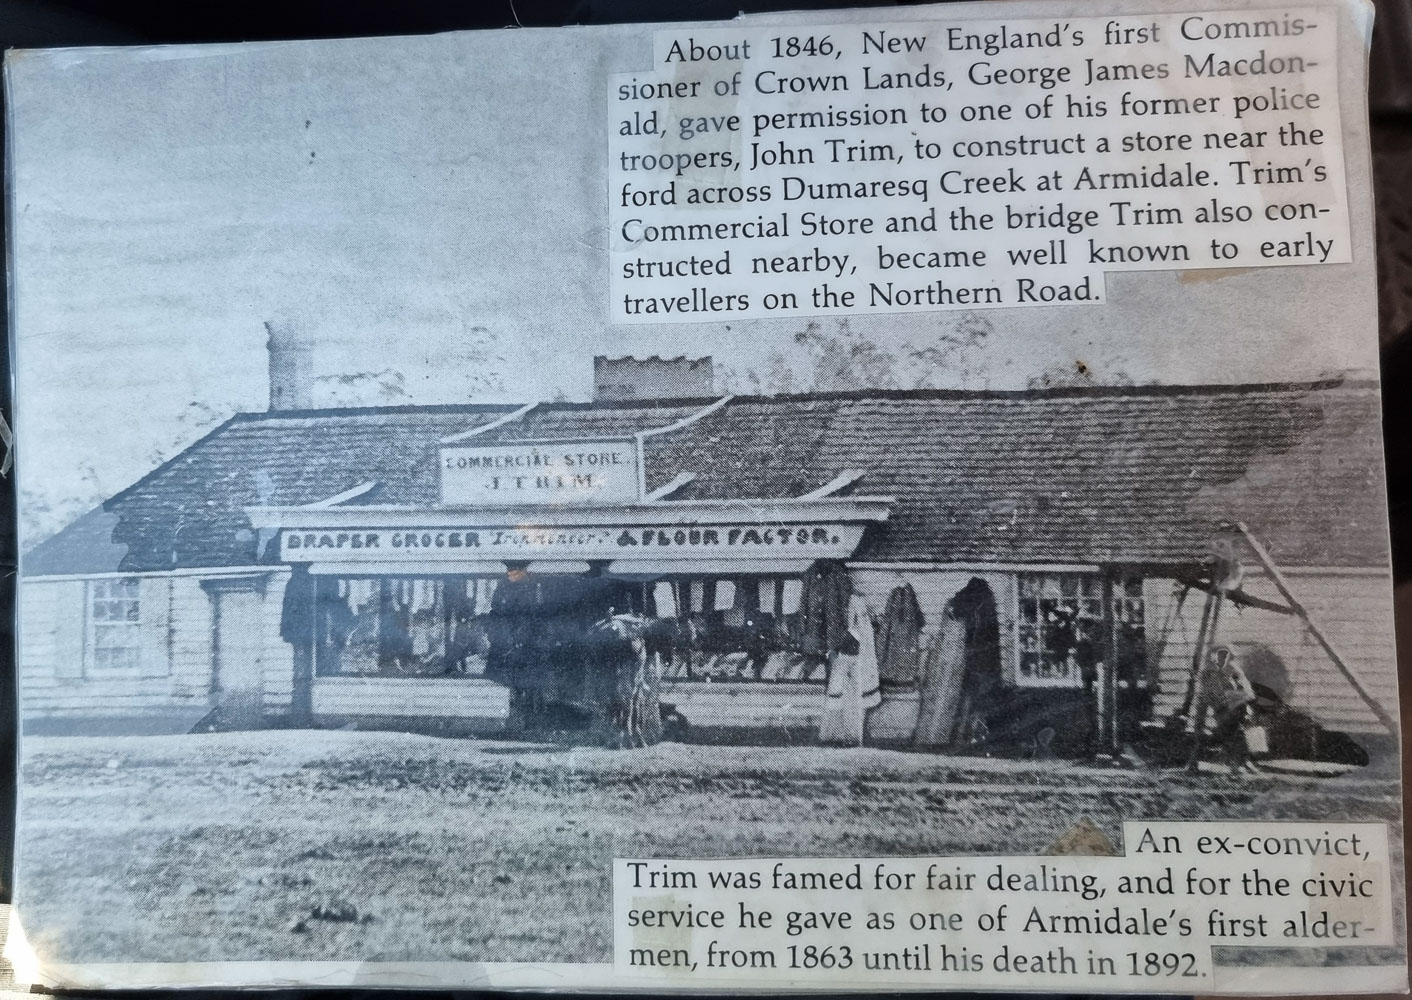 About 1846, New England's first Commis-
sioner of Crown Lands, George James Macdon-
ald, gave permission to one of his former police
troopers, John Trim, to construct a store near the
ford across Dumaresq Creek at Armidale. Trim's
Commercial Store and the bridge Trim also con-
structed nearby, became well known to early
travellers on the Northern Road.
COMMERCIAL STORE.
J. TRIM.
DRAPER GROCER Ironmonger. & FLOUR FACTOR.
An ex-convict,
Trim was famed for fair dealing, and for the civic
service he gave as one of Armidale's first alder-
men, from 1863 until his death in 1892.